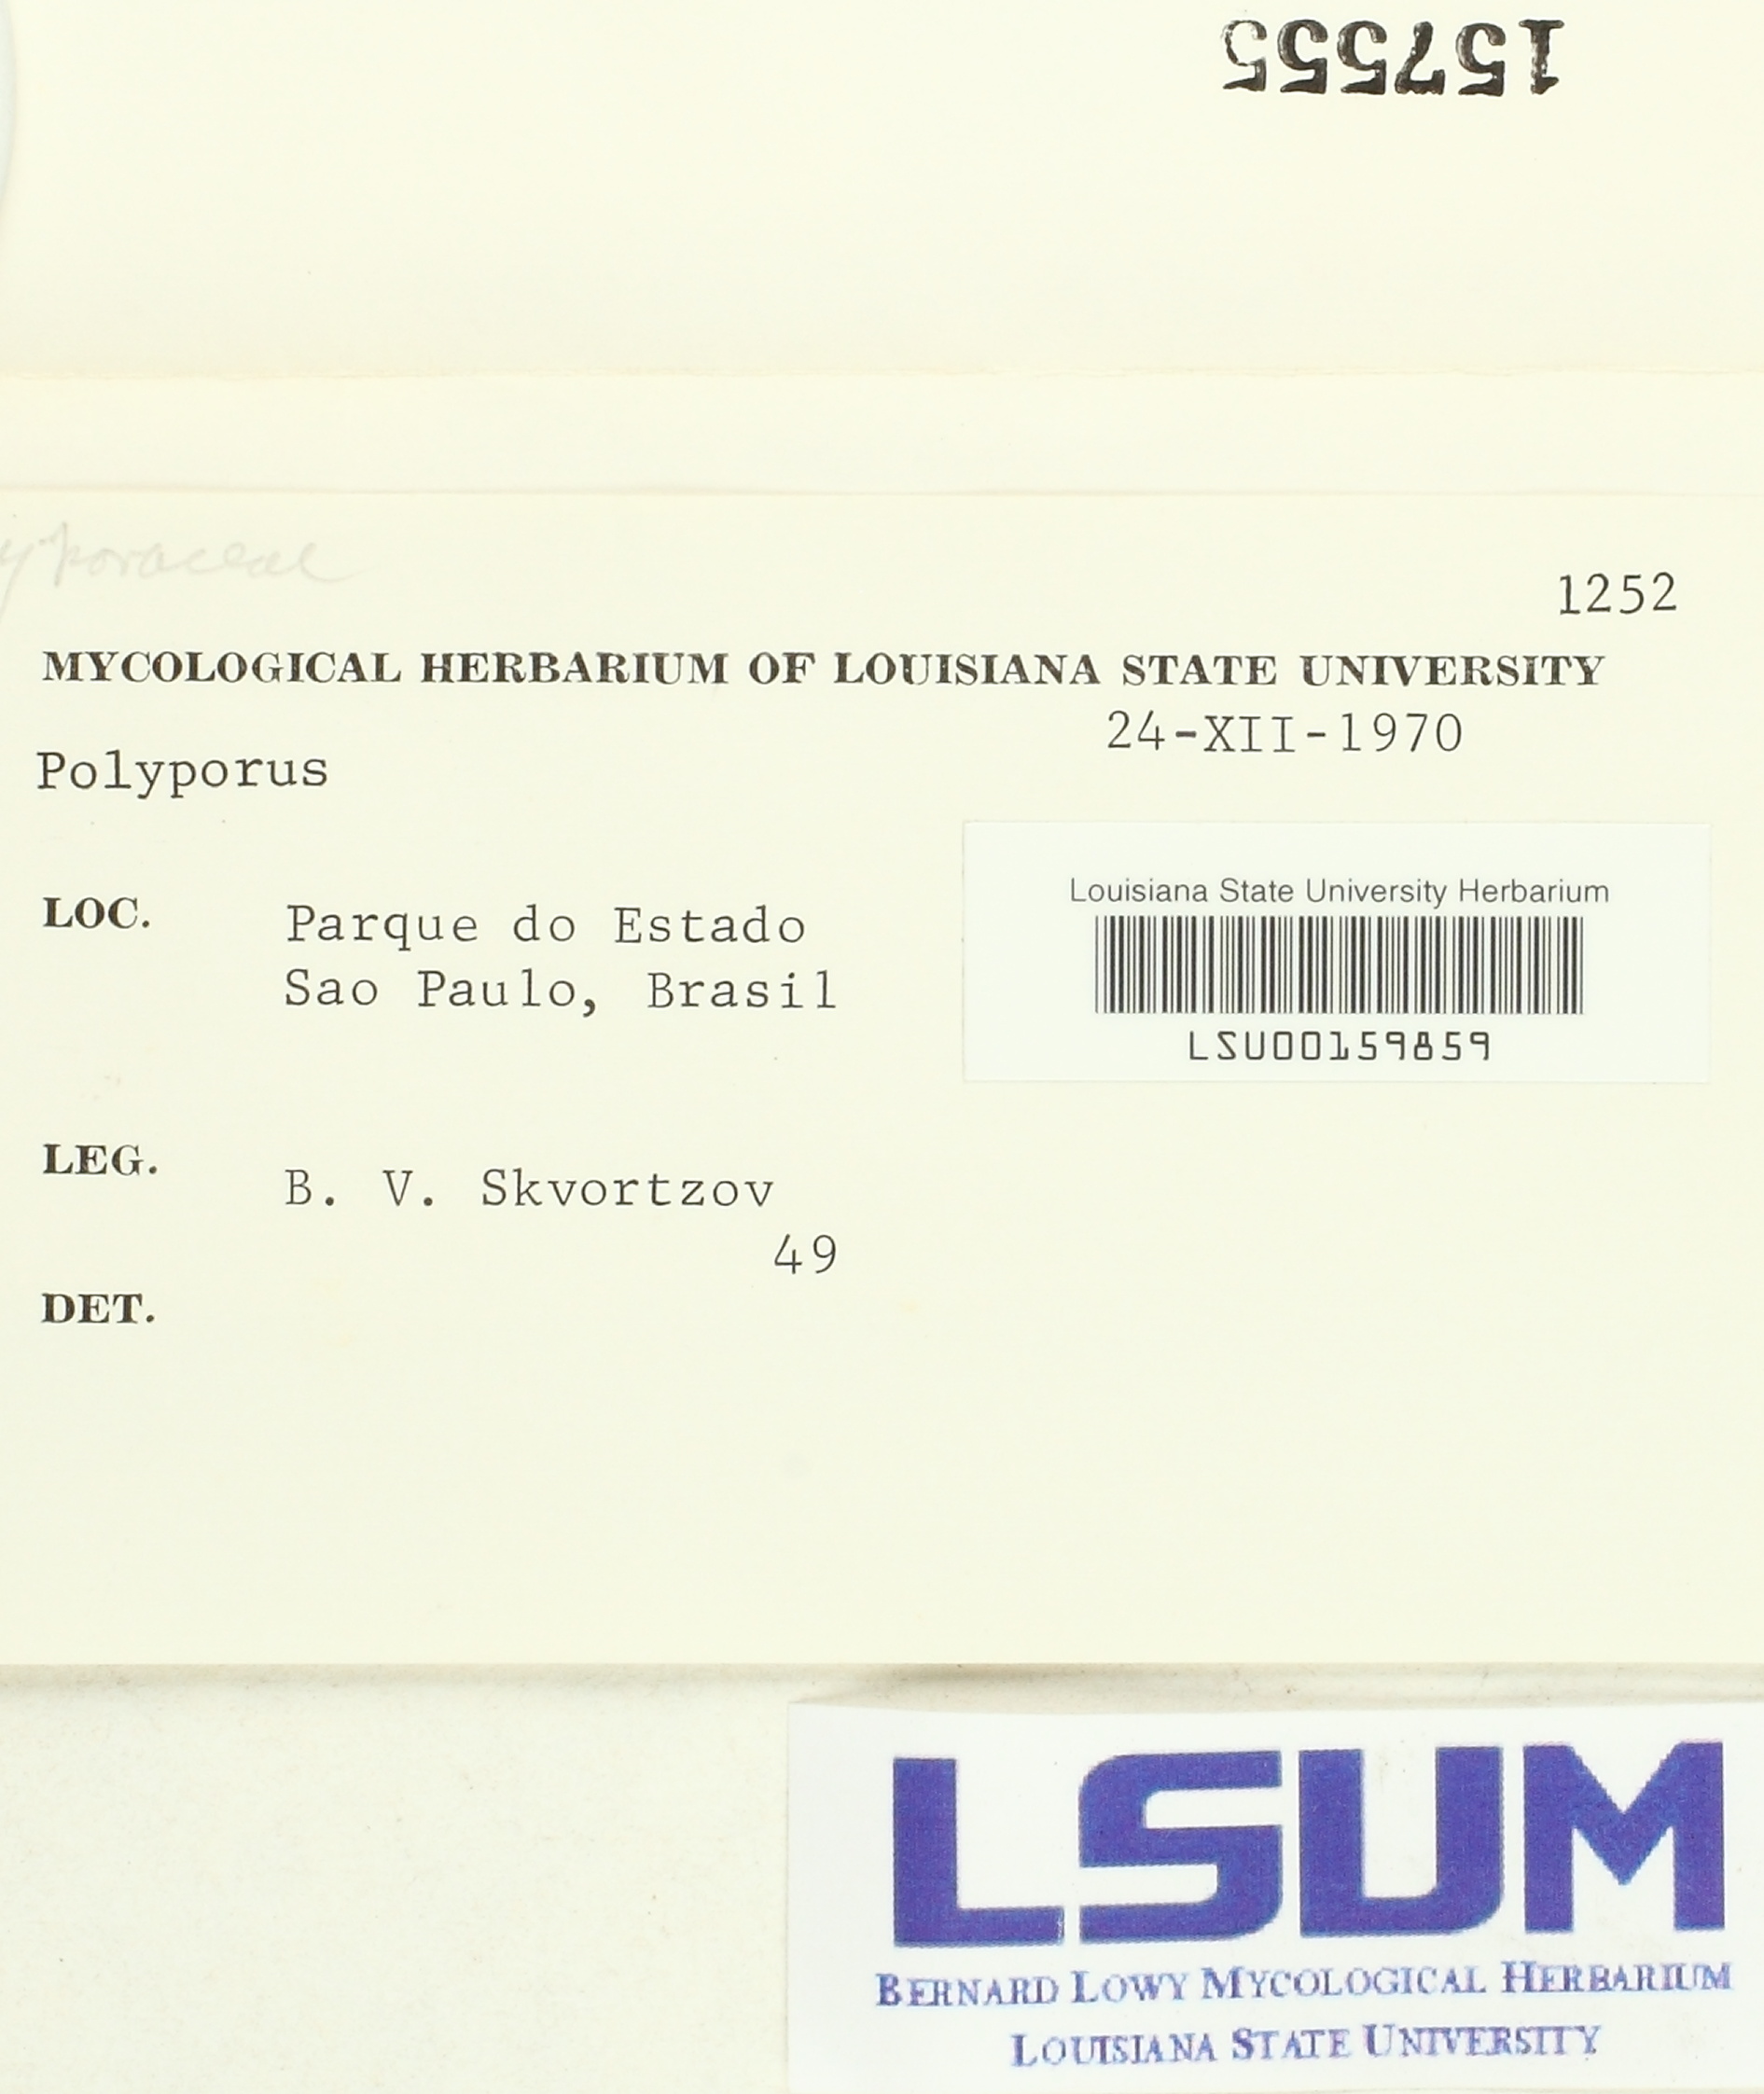 157555
yporaceae
1252
MYCOLOGICAL HERBARIUM OF LOUISIANA STATE UNIVERSITY
24-XII-1970
Polyporus
Louisiana State University Herbarium
LOC. Parque do Estado
Sao Paulo, Brasil
LSU00159859
LEG. B. V. Skvortzov
49
DET.
LSUM
BERNARD LOWY MYCOLOGICAL HERBARIUM
LOUISIANA STATE UNIVERSITY